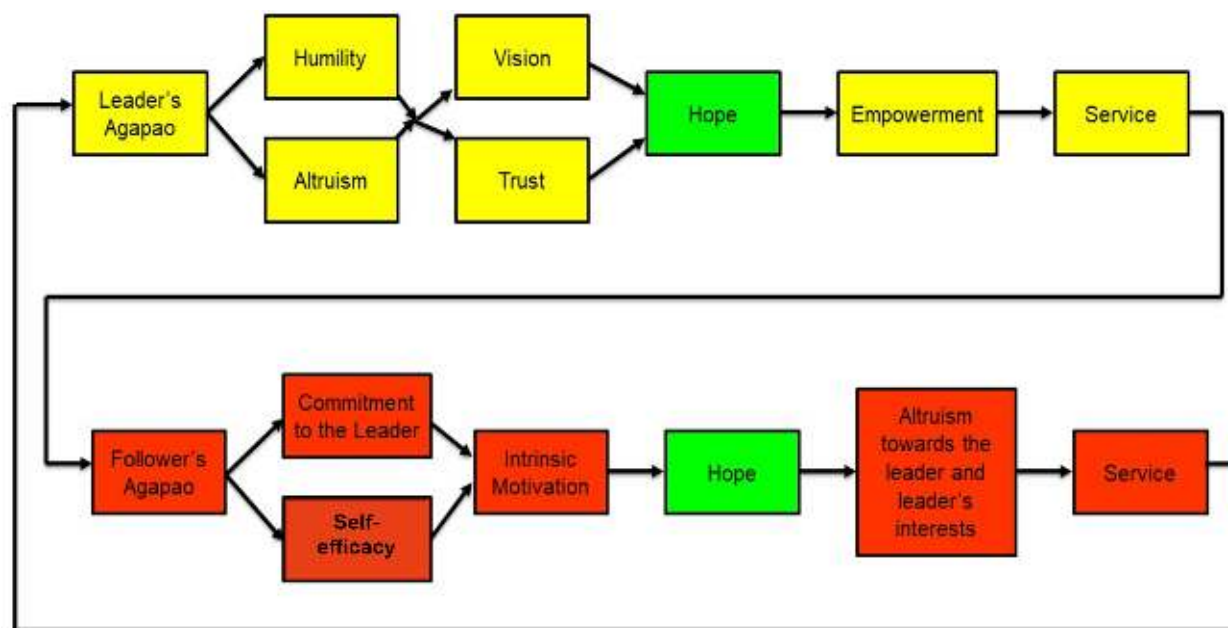 Leader´s
Agapao
Humility
Altruism
Vision
Trust
Hope
Empowerment
Service
Follower´s
Agapao
Commitment
to the Leader
Self-
efficacy
Intrinsic
Motivation
Hope
Altruism
towards the
leader and
leader´s
interests
Service